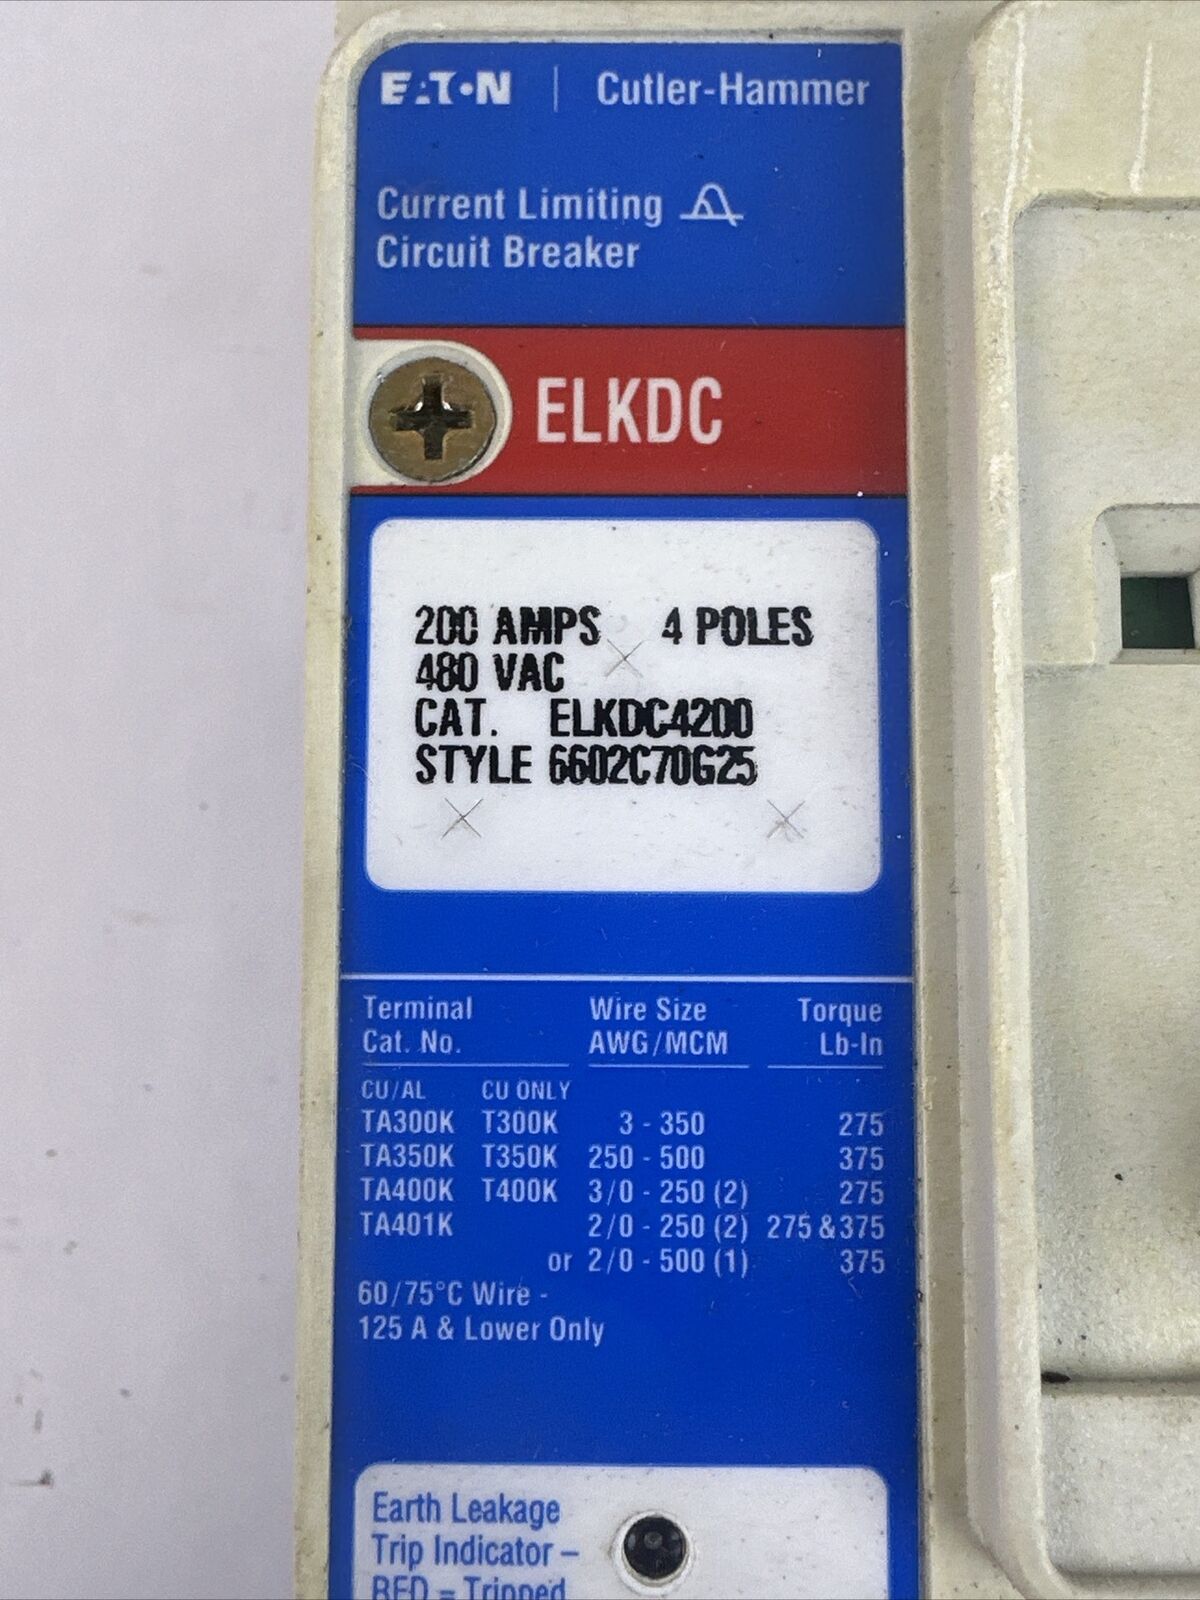 EATON | Cutler-Hammer
Current Limiting
Circuit Breaker
ELKDC
200 AMPS 4 POLES
480 VAC
CAT. ELKDC4200
STYLE 6602C70G25
Terminal Wire Size Torque
Cat. No. AWG/MCM Lb-In
CU/AL CU ONLY
TA300K T300K 3 - 350 275
TA350K T350K 250 - 500 375
TA400K T400K 3/0 - 250 (2) 275
TA401K 2/0 - 250 (2) 275 & 375
or 2/0 - 500 (1) 375
60/75°C Wire -
125 A & Lower Only
Earth Leakage
Trip Indicator –
RED = Tripped